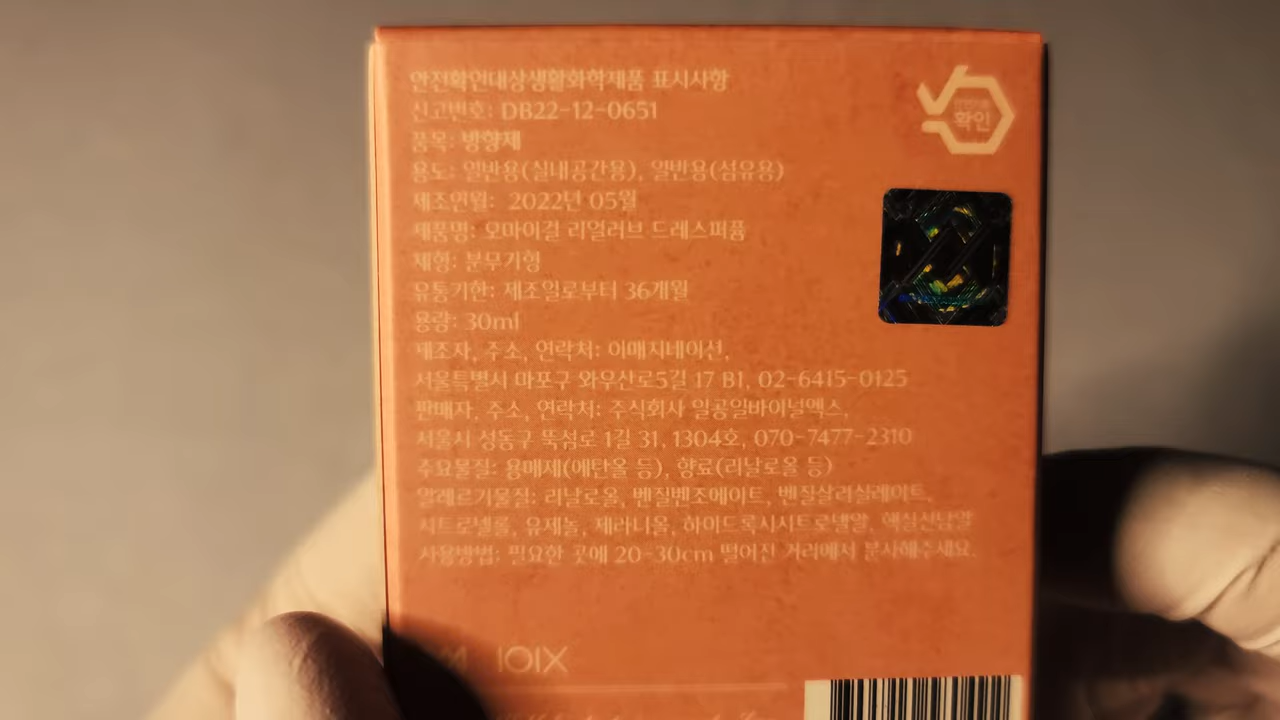 안전확인대상생활화학제품 표시사항
확인
신고번호: DB22-12-0651
품목: 방향제
용도: 일반용(실내공간용), 일반용(섬유용)
제조연월: 2022년 05월
제품명: 오마이걸 리얼러브 드레스퍼퓸
제형: 분무기형
유통기한: 제조일로부터 36개월
용량: 30ml
제조자, 주소, 연락처: 이매지네이션,
서울특별시 마포구 와우산로5길 17 B1, 02-6415-0125
판매자, 주소, 연락처: 주식회사 일공일바이널엑스,
서울시 성동구 뚝섬로 1길 31, 1304호, 070-7477-2310
주요물질: 용매제(에탄올 등), 향료(리날로올 등)
알레르기물질: 리날로올, 벤질벤조에이트, 벤질살리실레이트,
시트로넬롤, 유제놀, 제라니올, 하이드록시시트로넬알, 헥실신남알
사용방법: 필요한 곳에 20-30cm 떨어진 거리에서 분사해주세요.
101X